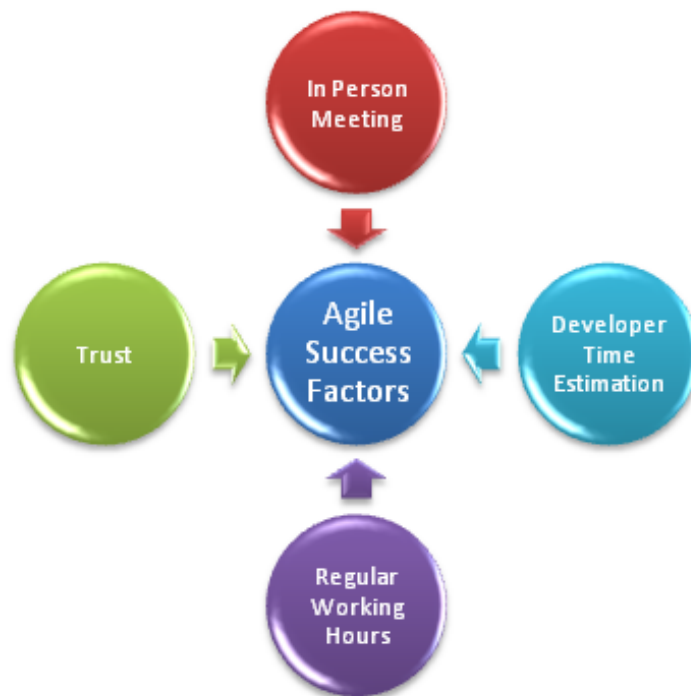 In Person
Meeting
Trust
Agile
Success
Factors
Developer
Time
Estimation
Regular
Working
Hours